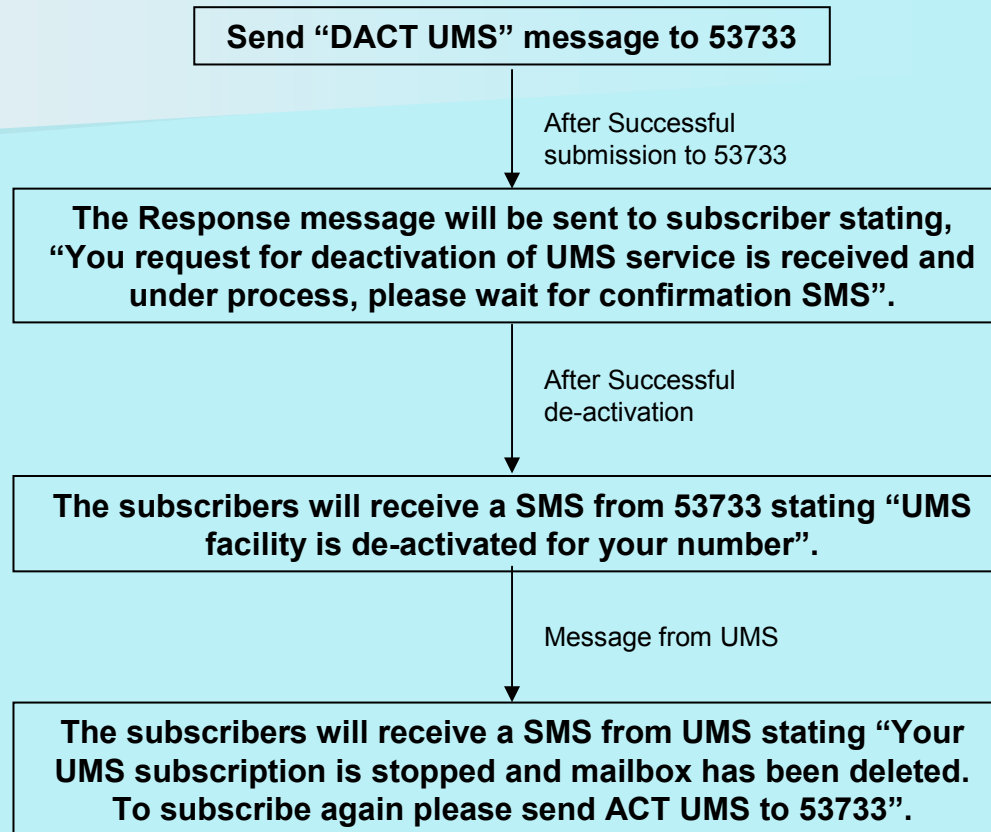 Send “DACT UMS” message to 53733
After Successful
submission to 53733
The Response message will be sent to subscriber stating,
“You request for deactivation of UMS service is received and
under process, please wait for confirmation SMS”.
After Successful
de-activation
The subscribers will receive a SMS from 53733 stating “UMS
facility is de-activated for your number”.
Message from UMS
The subscribers will receive a SMS from UMS stating “Your
UMS subscription is stopped and mailbox has been deleted.
To subscribe again please send ACT UMS to 53733”.